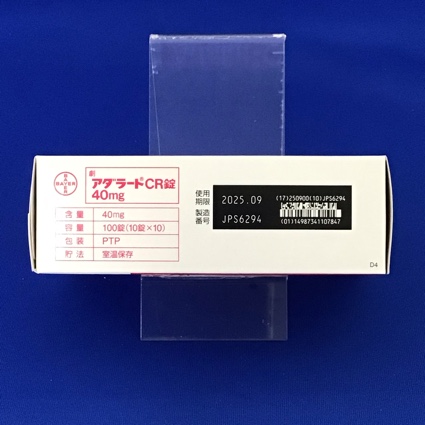 BAYER
BAYER
劇
アダラート®CR錠
40mg
含量 40mg
容量 100錠(10錠×10)
包装 PTP
貯法 室温保存
使用期限 2025.09
製造番号 JPS6294
(17)250900(10)JPS6294
(01)14987341107847
D4